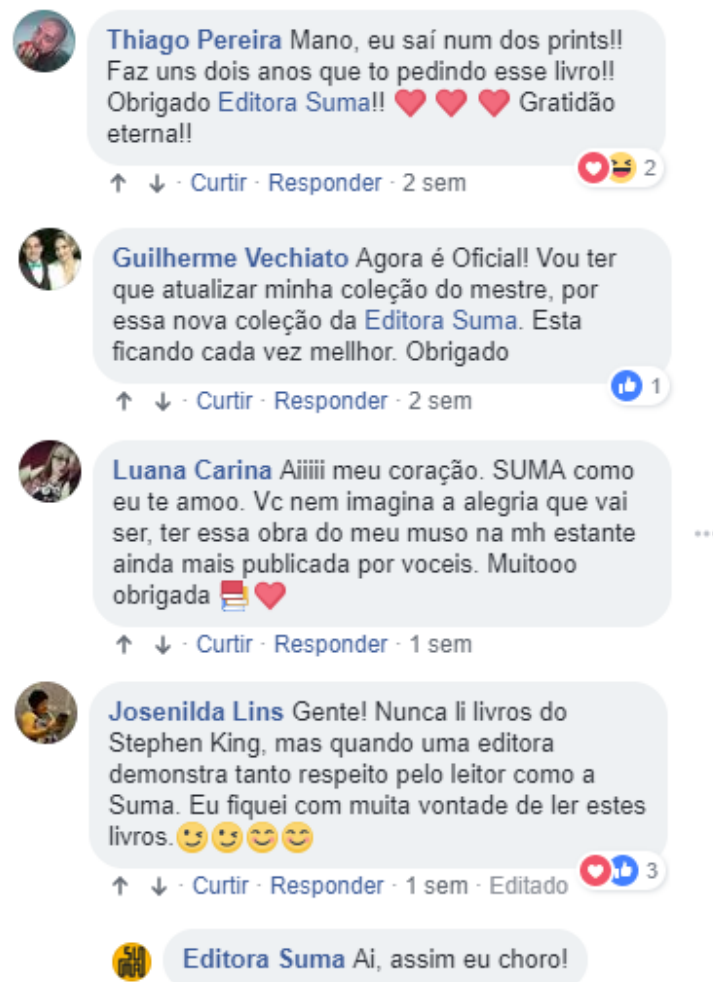 Thiago Pereira Mano, eu saí num dos prints!!
Faz uns dois anos que to pedindo esse livro!!
Obrigado Editora Suma!! ❤ ❤ ❤ Gratidão
eterna!!
2
Curtir · Responder · 2 sem
Guilherme Vechiato Agora é Oficial! Vou ter
que atualizar minha coleção do mestre, por
essa nova coleção da Editora Suma. Esta
ficando cada vez mellhor. Obrigado
1
Curtir · Responder · 2 sem
Luana Carina Aiiiii meu coração. SUMA como
eu te amoo. Vc nem imagina a alegria que vai
ser, ter essa obra do meu muso na mh estante
ainda mais publicada por voceis. Muitooo
obrigada 📚❤
Curtir · Responder · 1 sem
Josenilda Lins Gente! Nunca li livros do
Stephen King, mas quando uma editora
demonstra tanto respeito pelo leitor como a
Suma. Eu fiquei com muita vontade de ler estes
livros.😉😉😊😊
3
Curtir · Responder · 1 sem · Editado
SUMA
Editora Suma Ai, assim eu choro!